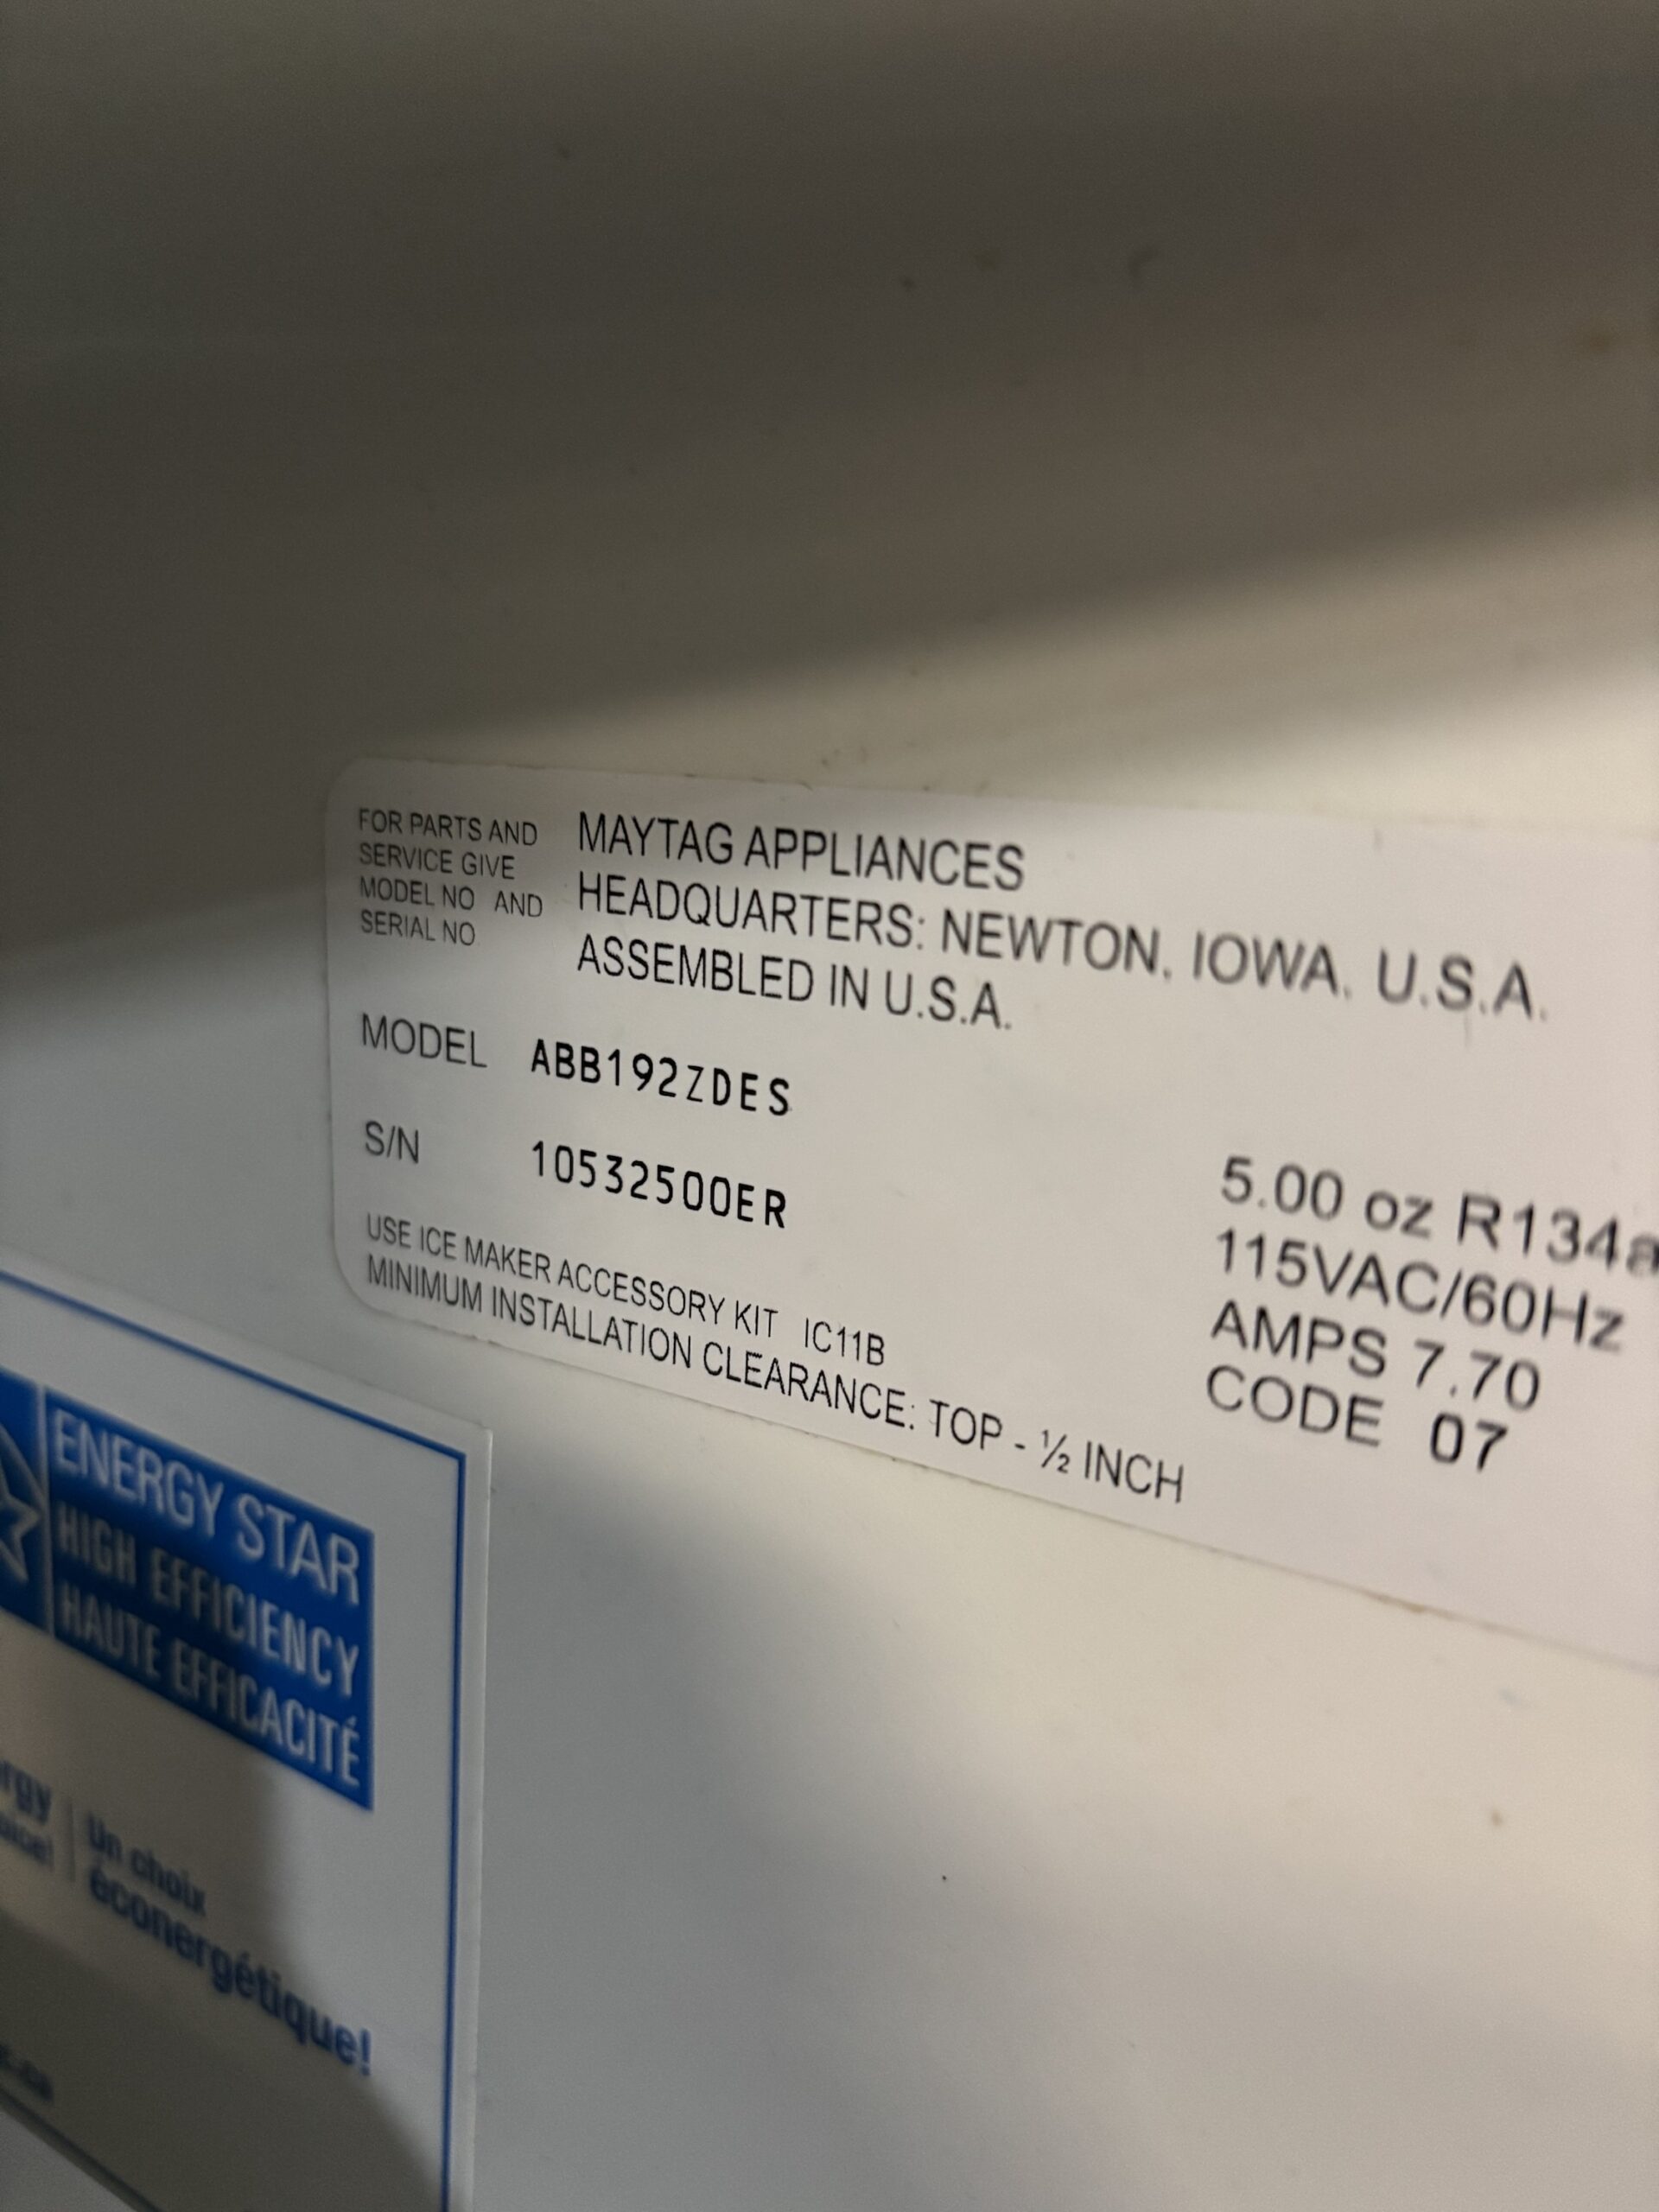 FOR PARTS AND
SERVICE GIVE
MODEL NO AND
SERIAL NO
MAYTAG APPLIANCES
HEADQUARTERS: NEWTON, IOWA, U.S.A.
ASSEMBLED IN U.S.A.
MODEL ABB192ZDES
S/N 10532500ER
USE ICE MAKER ACCESSORY KIT IC11B
MINIMUM INSTALLATION CLEARANCE: TOP - ½ INCH
5.00 oz R134a
115VAC/60Hz
AMPS 7.70
CODE 07
ENERGY STAR
HIGH EFFICIENCY
HAUTE EFFICACITÉ
Un choix
éconergétique!